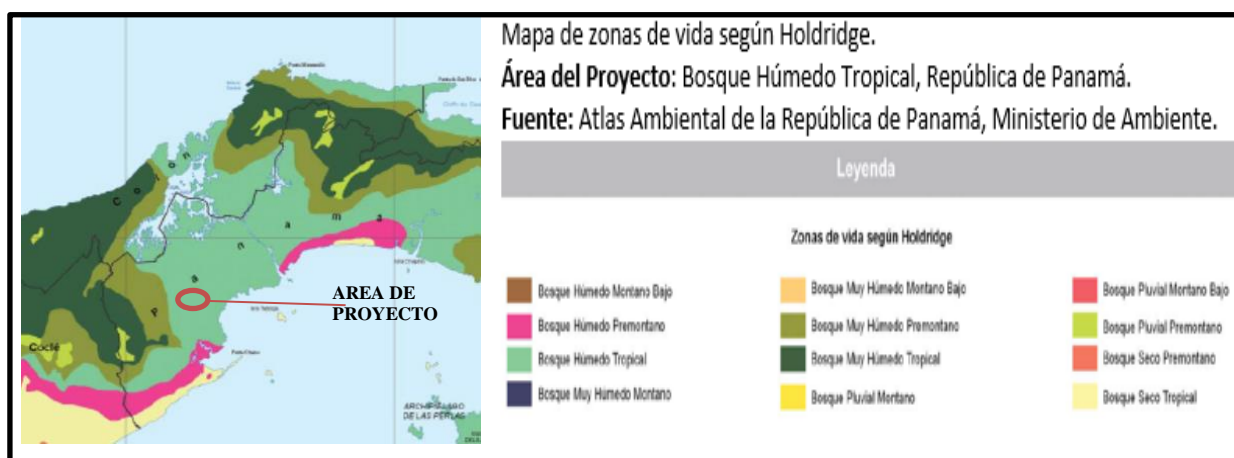 Mapa de zonas de vida según Holdridge.
Área del Proyecto: Bosque Húmedo Tropical, República de Panamá.
Fuente: Atlas Ambiental de la República de Panamá, Ministerio de Ambiente.
Leyenda
Zonas de vida según Holdridge
Bosque Húmedo Montano Bajo
Bosque Húmedo Premontano
Bosque Húmedo Tropical
Bosque Muy Húmedo Montano
Bosque Muy Húmedo Montano Bajo
Bosque Muy Húmedo Premontano
Bosque Muy Húmedo Tropical
Bosque Pluvial Montano
Bosque Pluvial Montano Bajo
Bosque Pluvial Premontano
Bosque Seco Premontano
Bosque Seco Tropical
Colón
Panamá
AREA DE
PROYECTO
Coclé
ARCHIPIÉLAGO
DE LAS PERLAS